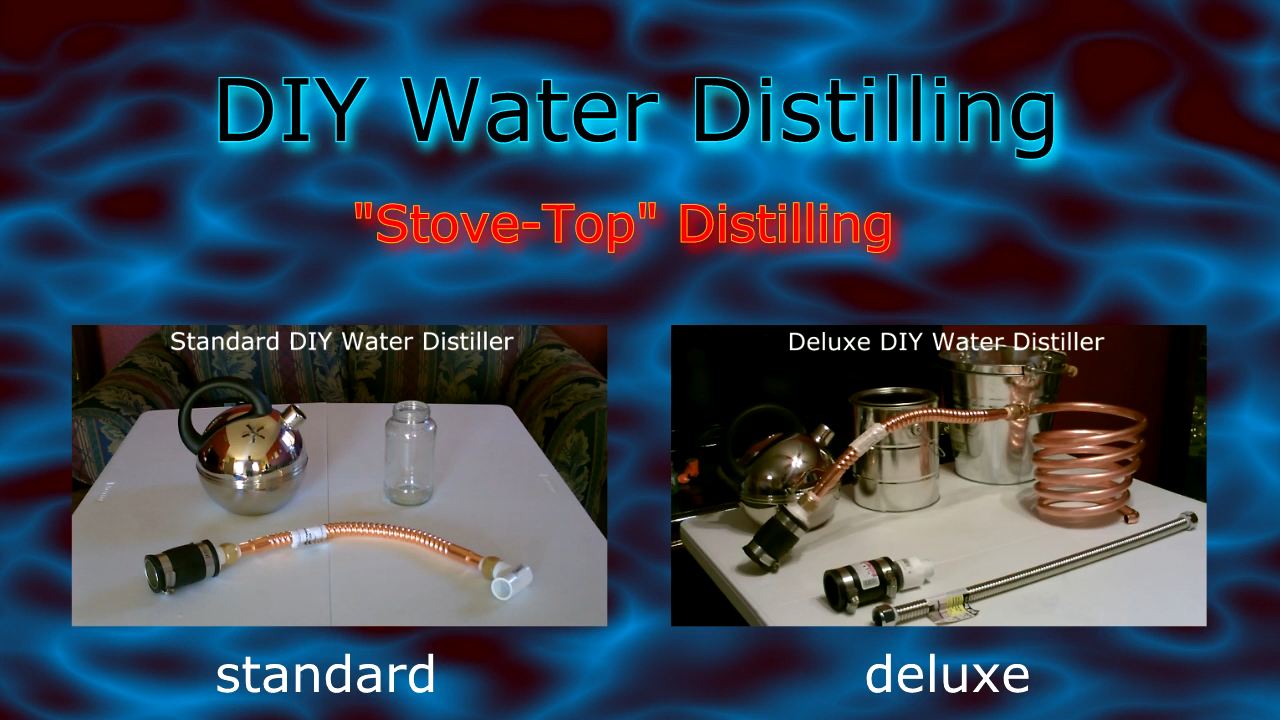 DIY Water Distilling
"Stove-Top" Distilling
Standard DIY Water Distiller
Deluxe DIY Water Distiller
standard
deluxe